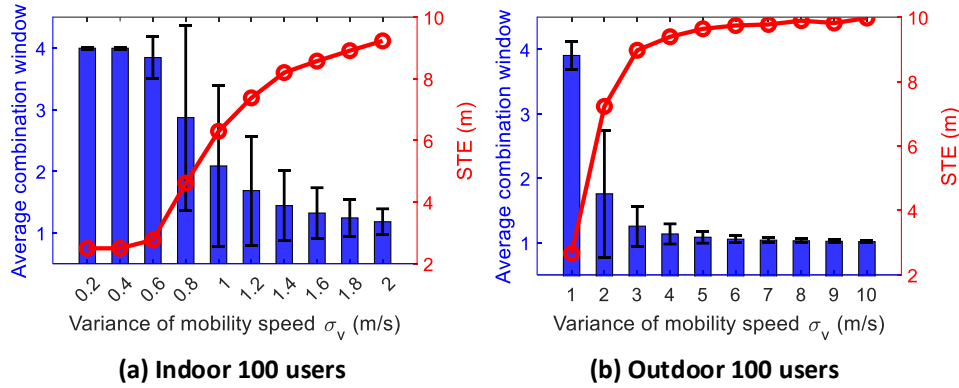 Average combination window
4
3
2
1
10
8
6
4
2
STE (m)
0.2 0.4 0.6 0.8 1 1.2 1.4 1.6 1.8 2
Variance of mobility speed σv (m/s)
(a) Indoor 100 users
Average combination window
4
3
2
1
10
8
6
4
2
STE (m)
1 2 3 4 5 6 7 8 9 10
Variance of mobility speed σv (m/s)
(b) Outdoor 100 users